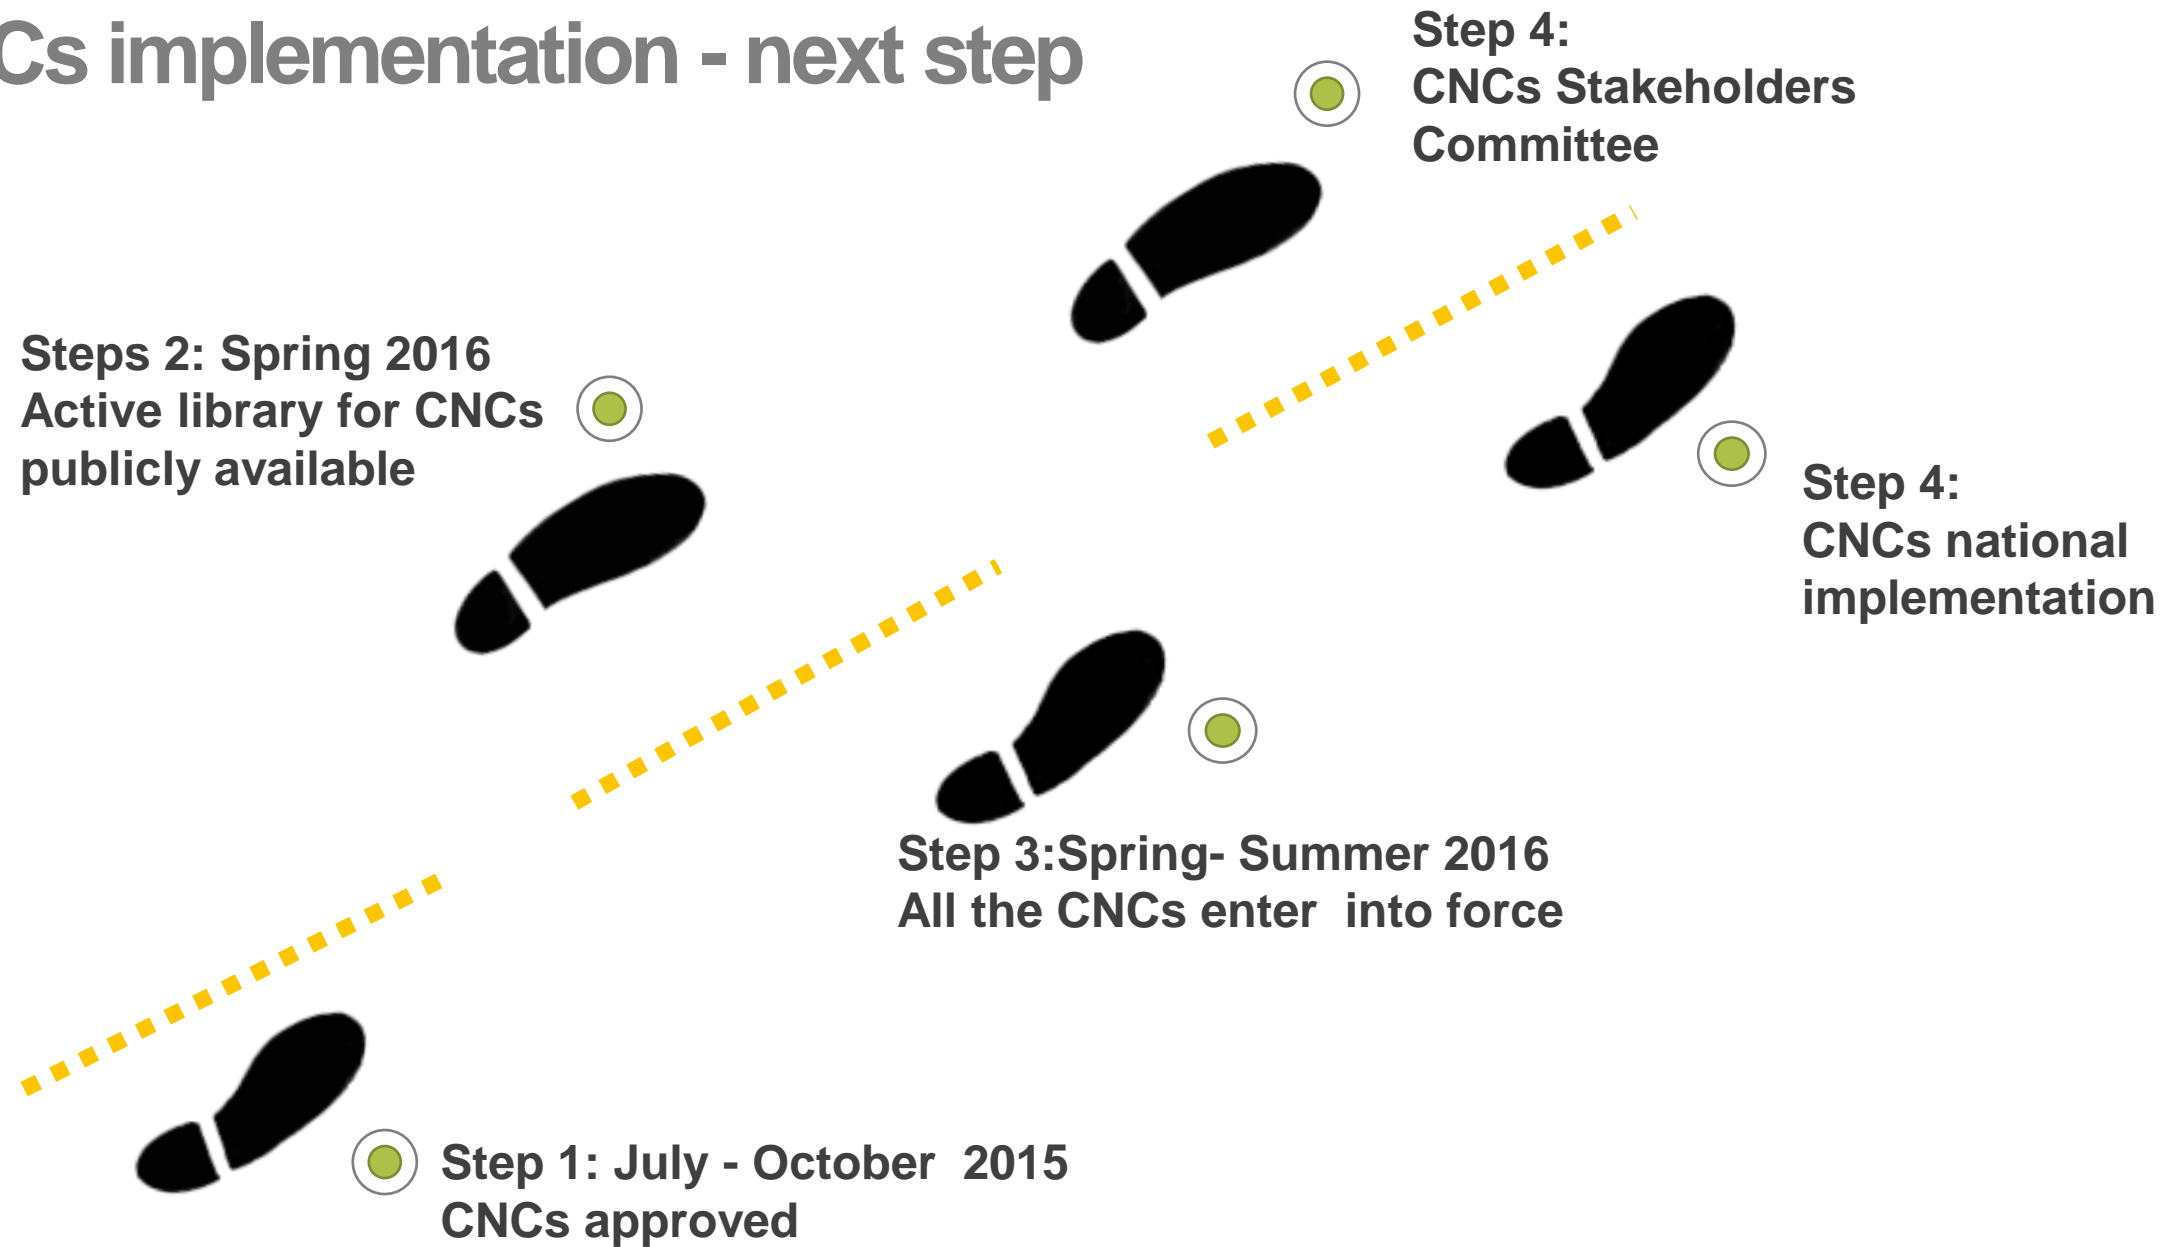 Cs implementation - next step
Step 4:
CNCs Stakeholders
Committee
Steps 2: Spring 2016
Active library for CNCs
publicly available
Step 4:
CNCs national
implementation
Step 3:Spring- Summer 2016
All the CNCs enter  into force
Step 1: July - October  2015
CNCs approved